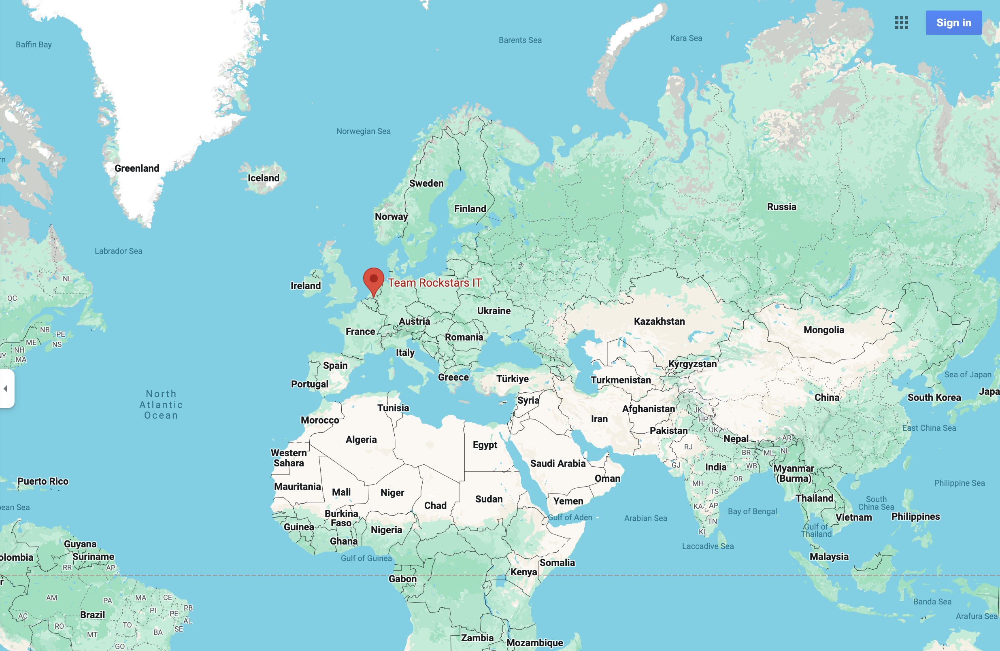 Sign in
Baffin Bay
Barents Sea
Kara Sea
Norwegian Sea
rn
Greenland
Iceland
Sweden
Finland
Russia
Norway
Labrador Sea
NL
Team Rockstars IT
Ireland
QC
Ukraine
Austria
Kazakhstan
Mongolia
NB
France
PE
Romania
ME
NS
NH
Italy
NY
MA
Spain
Kyrgyzstan
Sea of Japan
Greece
Türkiye
Turkmenistan
Portugal
Japa
North
Atlantic
Ocean
China
South Korea
Syria
Tunisia
Afghanistan
JK
Morocco
Iran
HP
Pakistan
UK
East China Sea
Algeria
Nepal
AR
Egypt
RJ
Western
Sahara
BR
ML
NL
Saudi Arabia
GJ
India
WB
Myanmar
(Burma)
Oman
OR
Puerto Rico
MH
Philippine Sea
Mauritania
Mali
Niger
TS
Sudan
Thailand
Yemen
South
China Sea
Chad
KA
AP
bean Sea
Burkina
Faso
Bay of Bengal
Gulf of Aden
Arabian Sea
Vietnam
Philippines
TN
Guinea
Nigeria
Gulf of
Thailand
KL
Ghana
Guyana
Laccadive Sea
olombia
Suriname
Gulf of Guinea
Malaysia
Somalia
RR
AP
Kenya
Gabon
r
AM
PA
MA
CE
Banda Sea
PB
PI
PE
Brazil
AC
AL
Arafura Sea
TO
RO
SE
BA
MT
Zambia
Mozambique
GO